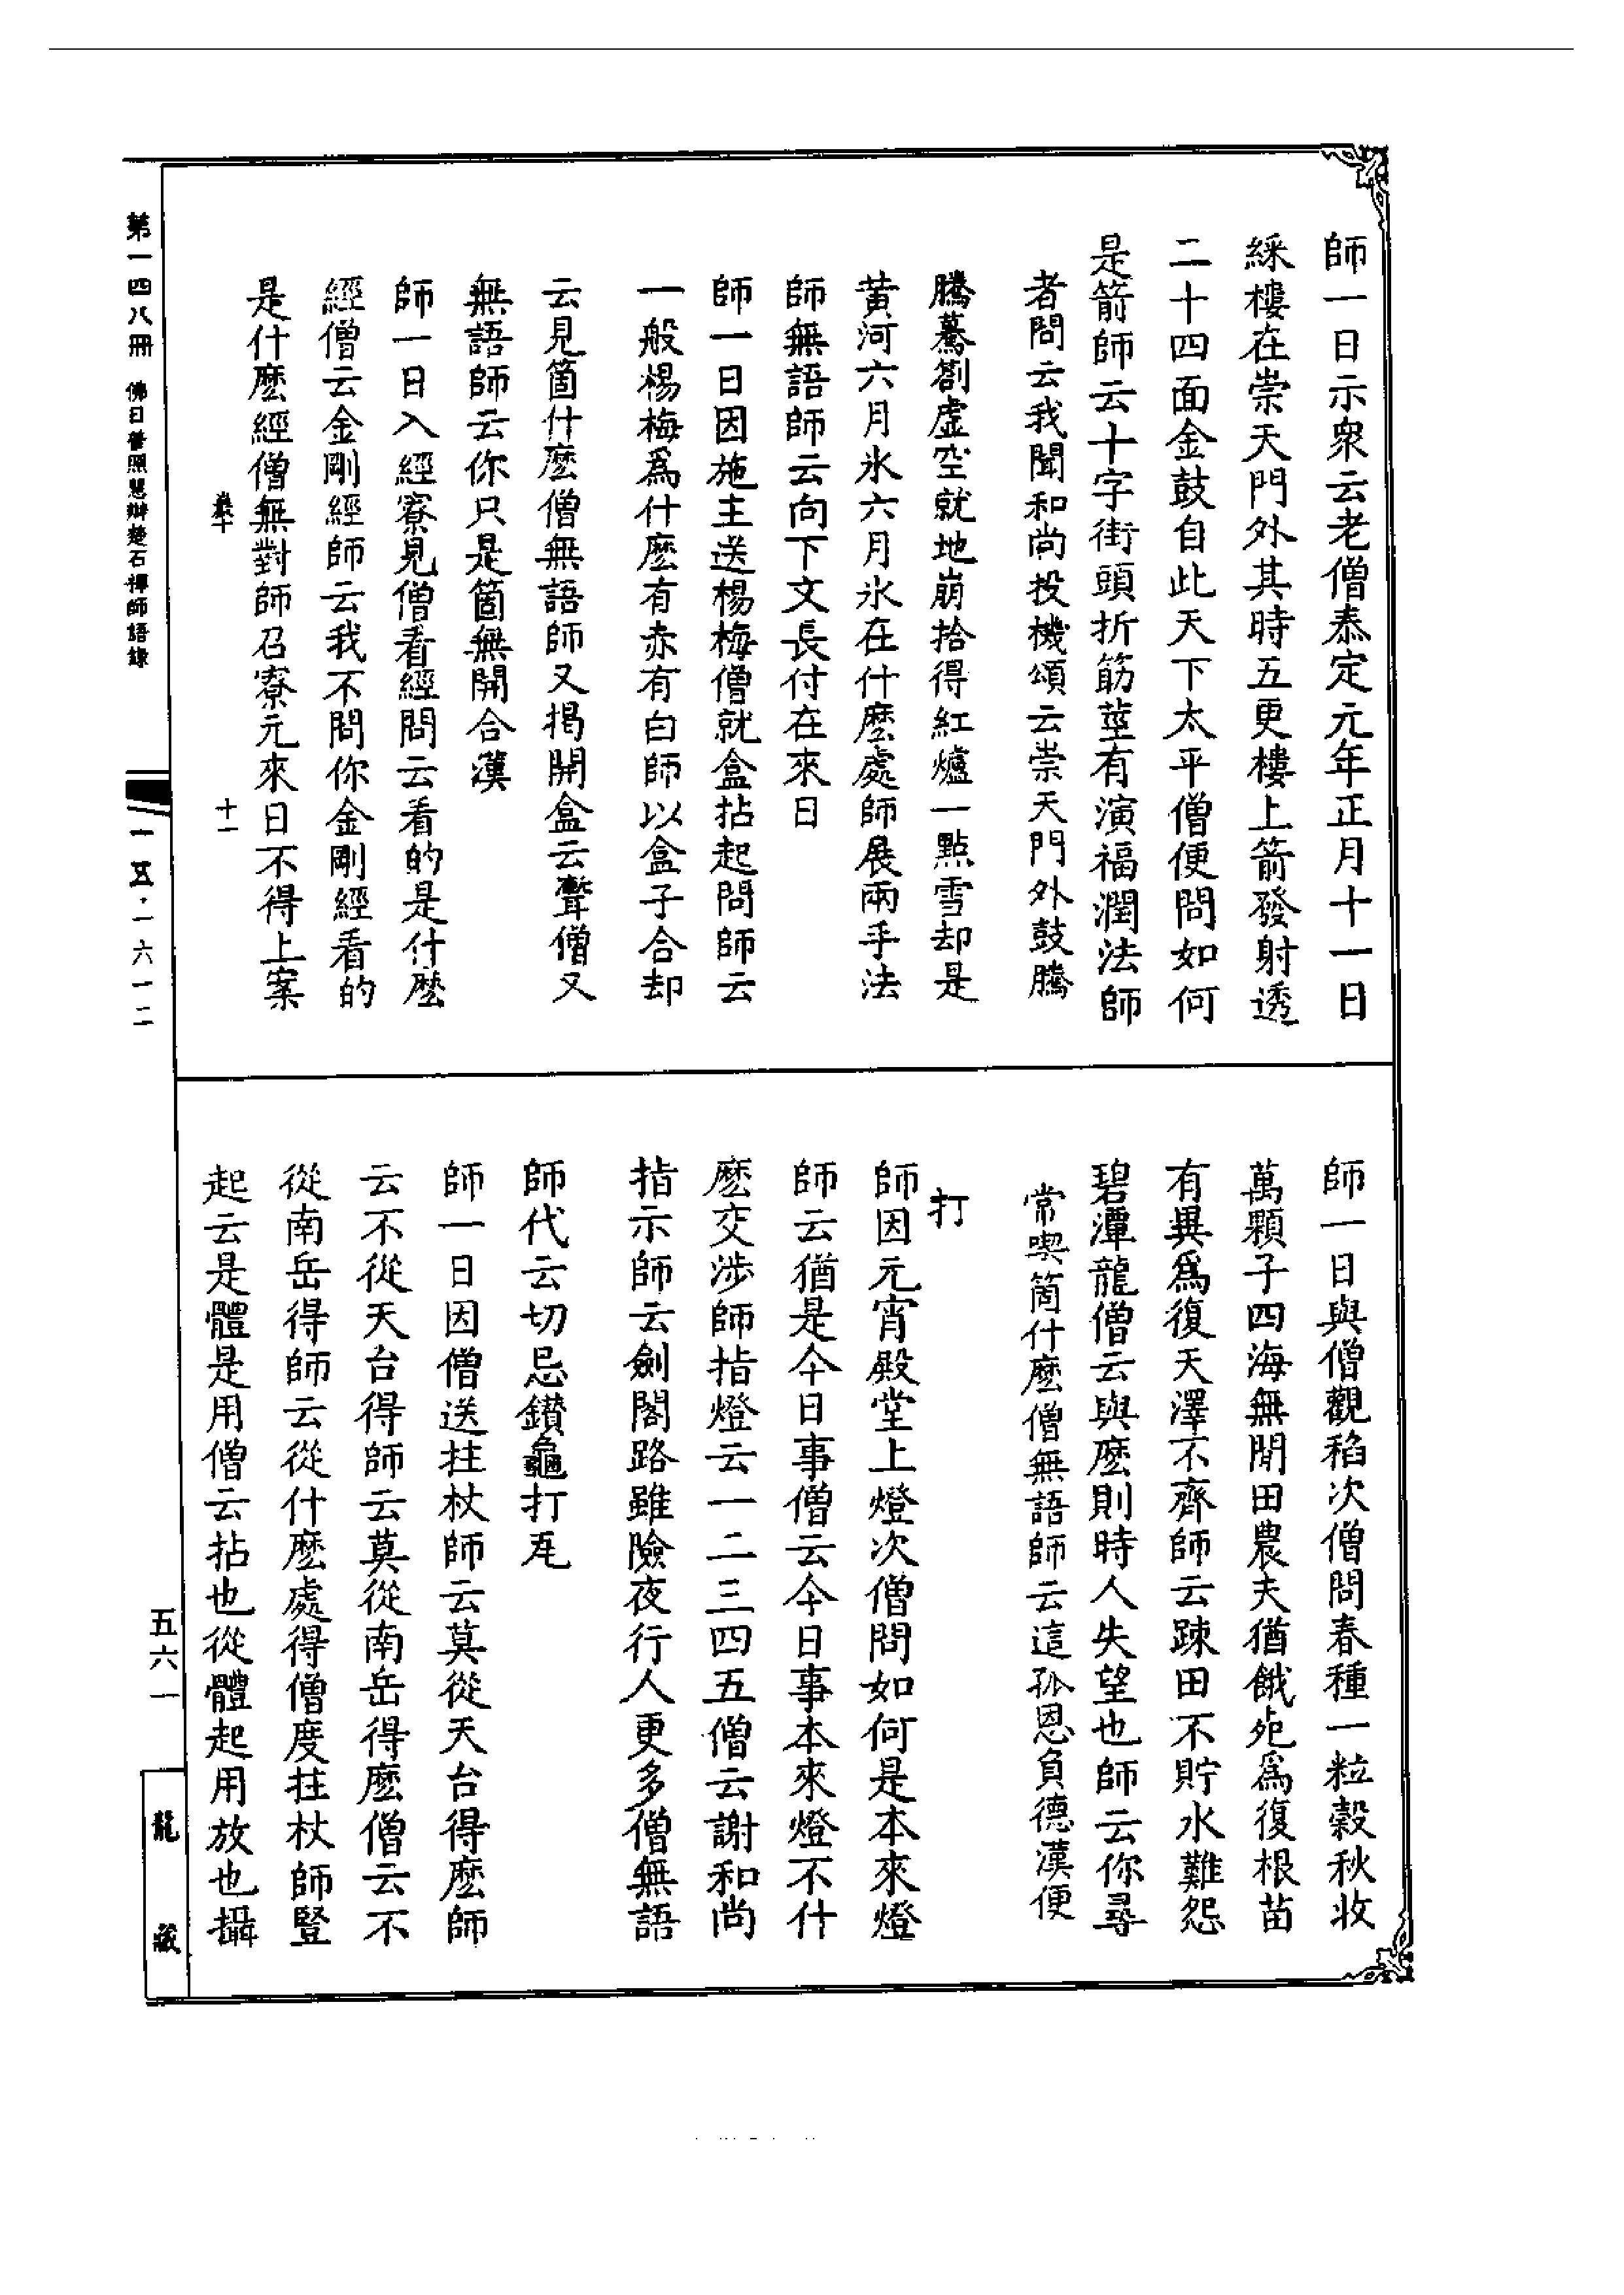 師一日示衆云老僧泰定元年正月十一日
綵樓在崇天門外其時五更樓上箭發射透
二十四面金鼓自此天下太平僧便問如何
是箭師云十字街頭折筯莖有演福潤法師
者問云我聞和尚投機頌云崇天門外鼓騰
騰驀劄虛空就地崩拾得紅爐一點雪却是
黃河六月氷六月氷在什麽處師展兩手法
師無語師云向下文長付在來日
師一日因施主送楊梅僧就盒拈起問師云
一般楊梅爲什麽有赤有白師以盒子合却
云見箇什麽僧無語師又揭開盒云聻僧又
無語師云你只是箇無開合漢
師一日入經寮見僧看經問云看的是什麽
經僧云金剛經師云我不問你金剛經看的
是什麽經僧無對師召寮元來日不得上案
師一日與僧觀稻次僧問春種一粒穀秋收
萬顆子四海無閒田農夫猶餓死爲復根苗
有異爲復天澤不齊師云踈田不貯水難怨
碧潭龍僧云與麽則時人失望也師云你尋
常喫箇什麽僧無語師云這孤恩負德漢便
打
師因元宵殿堂上燈次僧問如何是本來燈
師云猶是今日事僧云今日事本來燈不什
麽交涉師指燈云一二三四五僧云謝和尚
指示師云劍閣路雖險夜行人更多僧無語
師代云切忌鑚龜打瓦
師一日因僧送拄杖師云莫從天台得麽師
云不從天台得師云莫從南岳得麽僧云不
從南岳得師云從什麽處得僧度拄杖師豎
起云是體是用僧云拈也從體起用放也攝
第一四八冊 佛日普照慧辯楚石禪師語錄
卷十
十一
一五·一六一二
五六一
龍藏